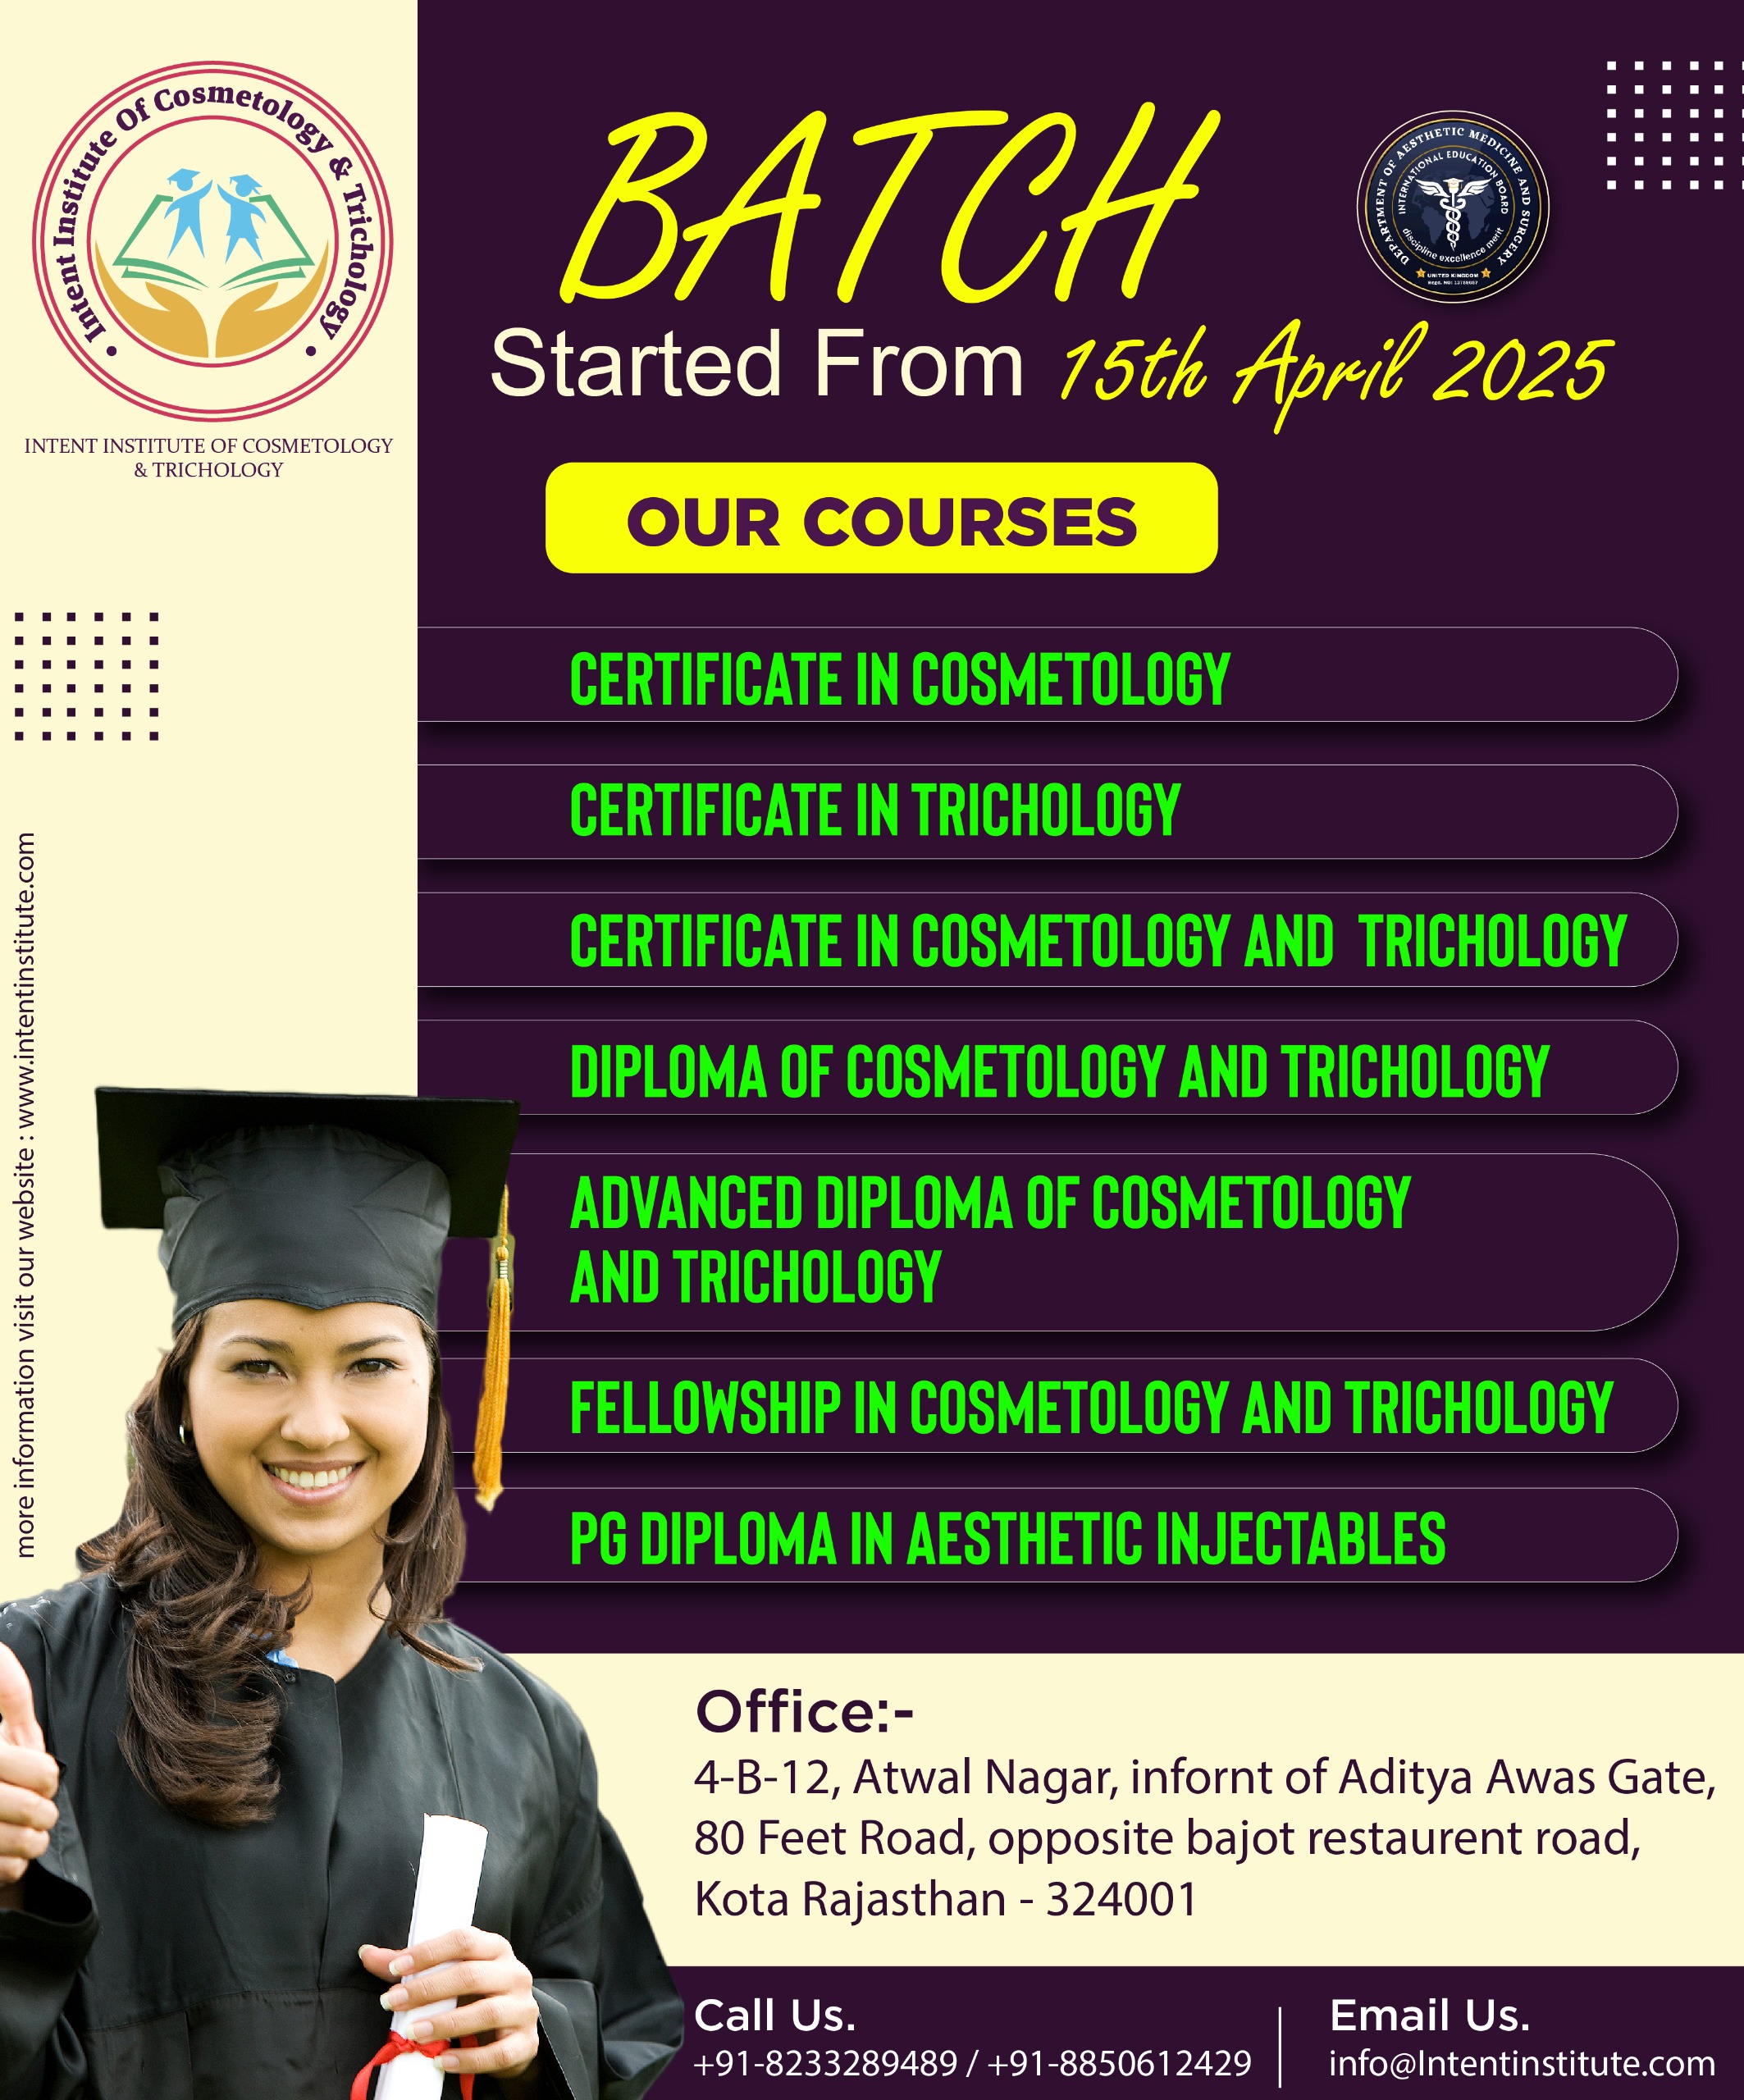 Intent Institute Of Cosmetology & Trichology
INTENT INSTITUTE OF COSMETOLOGY
& TRICHOLOGY
BATCH
Started From 15th April 2025
DEPARTMENT OF AESTHETIC MEDICINE AND SURGERY
INTERNATIONAL EDUCATION BOARD
discipline excellence merit
UNITED KINGDOM
OUR COURSES
CERTIFICATE IN COSMETOLOGY
CERTIFICATE IN TRICHOLOGY
CERTIFICATE IN COSMETOLOGY AND TRICHOLOGY
DIPLOMA OF COSMETOLOGY AND TRICHOLOGY
ADVANCED DIPLOMA OF COSMETOLOGY
AND TRICHOLOGY
FELLOWSHIP IN COSMETOLOGY AND TRICHOLOGY
PG DIPLOMA IN AESTHETIC INJECTABLES
more information visit our website : www.intentinstitute.com
Office:-
4-B-12, Atwal Nagar, infornt of Aditya Awas Gate,
80 Feet Road, opposite bajot restaurent road,
Kota Rajasthan - 324001
Call Us.
+91-8233289489 / +91-8850612429
Email Us.
info@Intentinstitute.com